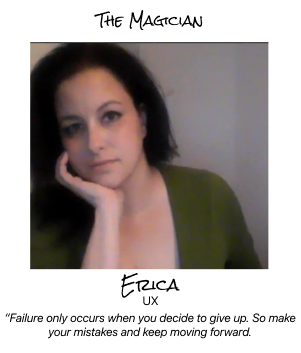 The Magician
Erica
UX
"Failure only occurs when you decide to give up. So make
your mistakes and keep moving forward.